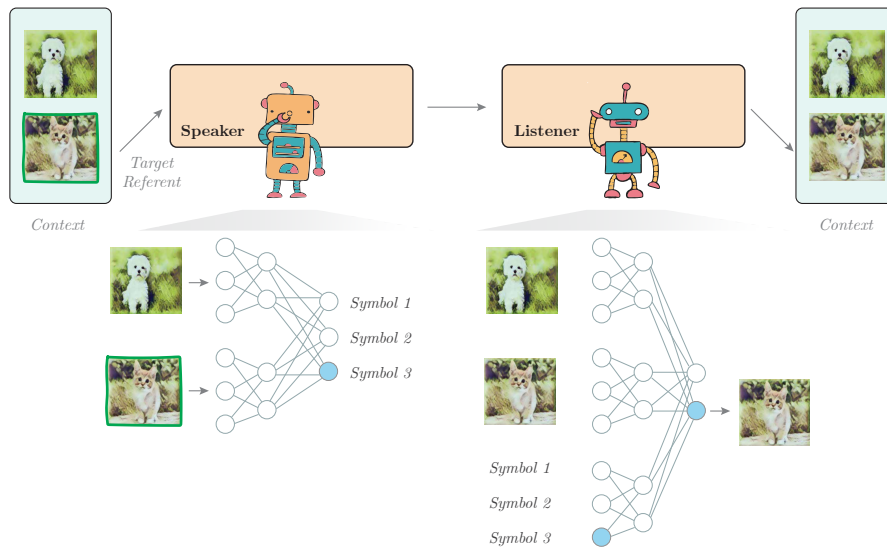 Speaker
Listener
Target
Referent
Context
Context
Symbol 1
Symbol 2
Symbol 3
Symbol 1
Symbol 2
Symbol 3